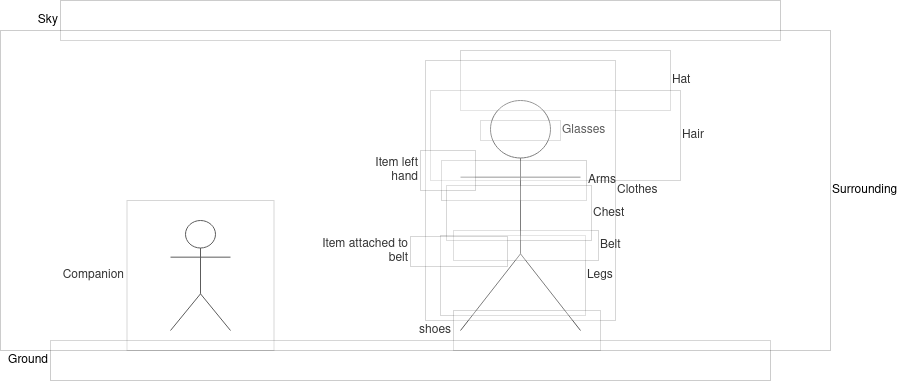 Sky
Hat
Glasses
Hair
Item left
hand
Arms
Clothes
Surrounding
Chest
Item attached to
belt
Belt
Companion
Legs
shoes
Ground